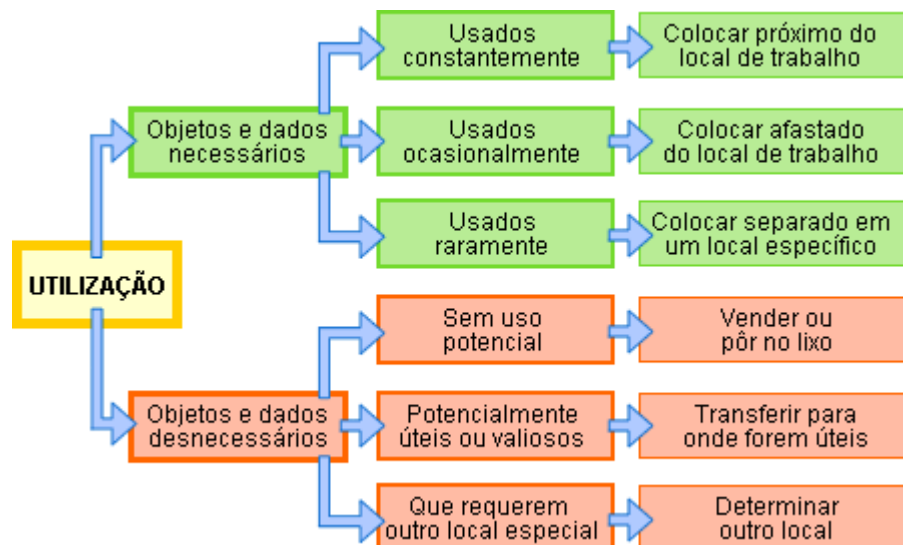 Usados
constantemente
Colocar próximo do
local de trabalho
Objetos e dados
necessários
Usados
ocasionalmente
Colocar afastado
do local de trabalho
Usados
raramente
Colocar separado em
um local específico
UTILIZAÇÃO
Sem uso
potencial
Vender ou
pôr no lixo
Objetos e dados
desnecessários
Potencialmente
úteis ou valiosos
Transferir para
onde forem úteis
Que requerem
outro local especial
Determinar
outro local